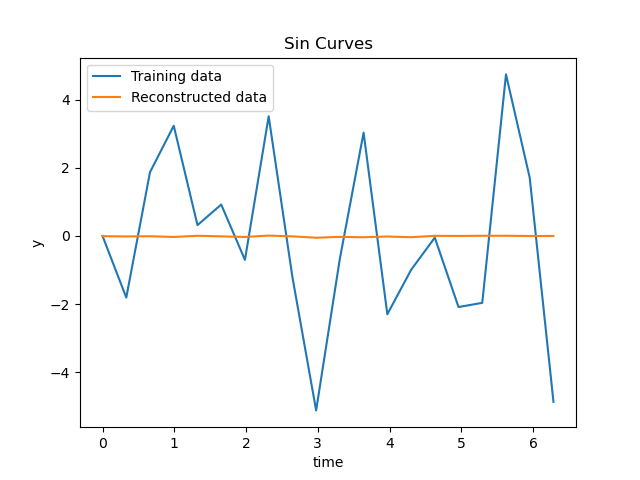 Sin Curves
Training data
Reconstructed data
4
2
0
−2
−4
y
0 1 2 3 4 5 6
time